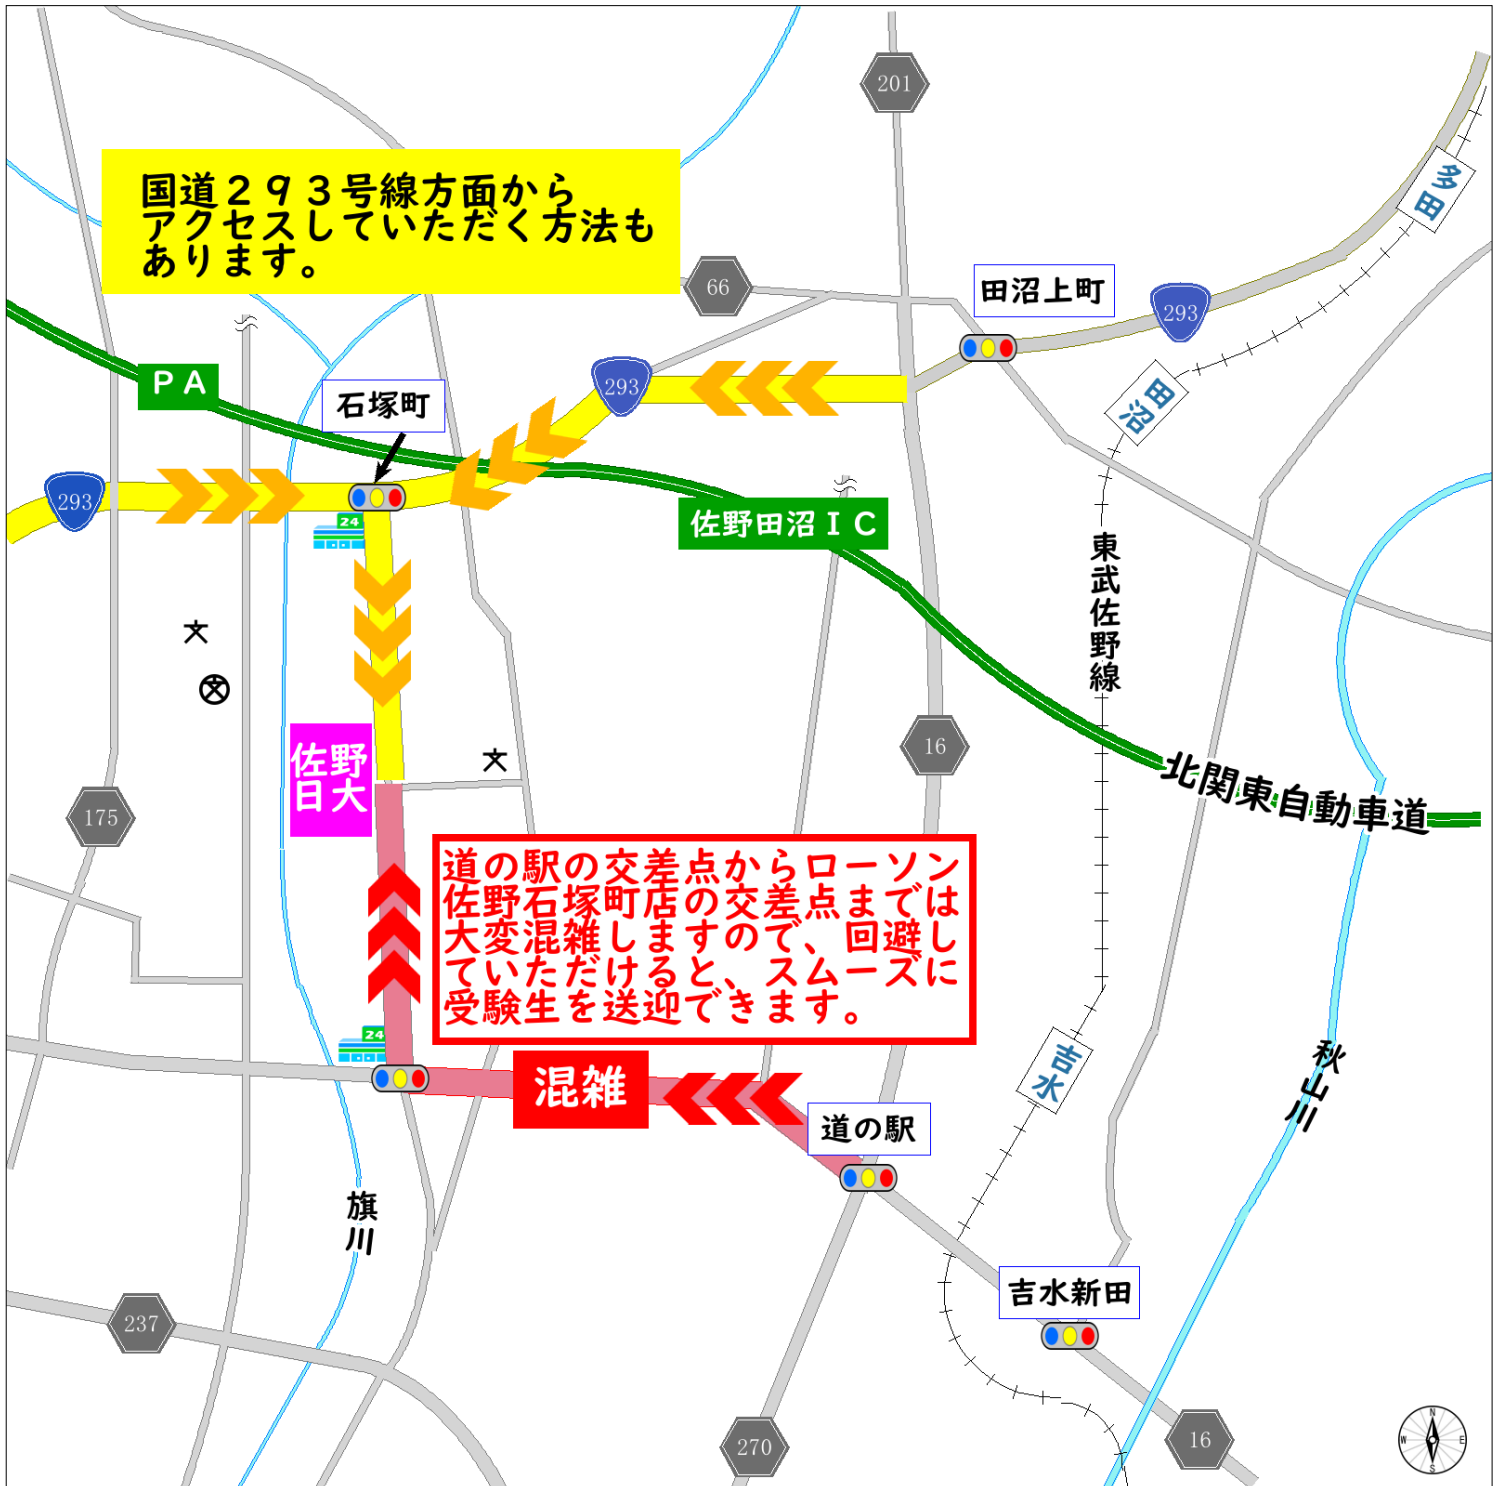 201
国道２９３号線方面から
アクセスしていただく方法も
あります。
多田
66
田沼上町
293
ＰＡ
石塚町
293
田沼
293
24
佐野田沼ＩＣ
東武佐野線
文
文
佐野
日大
文
16
175
北関東自動車道
道の駅の交差点からローソン
佐野石塚町店の交差点までは
大変混雑しますので、回避し
ていただけると、スムーズに
受験生を送迎できます。
24
混雑
吉水
秋山川
道の駅
旗川
吉水新田
237
270
16
N
W
E
S